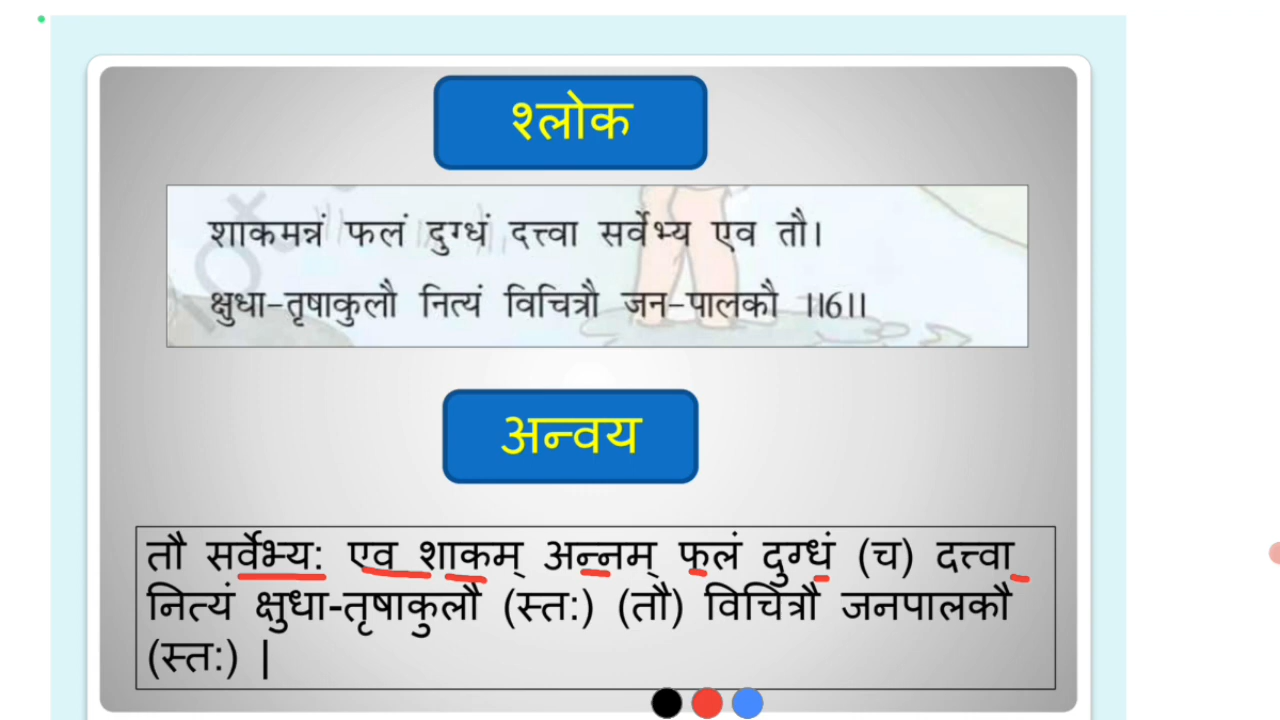 श्लोक
शाकमन्नं फलं दुग्धं दत्त्वा सर्वेभ्य एव तौ।
क्षुधा-तृषाकुलौ नित्यं विचित्रौ जन-पालकौ ।।6।।
अन्वय
तौ सर्वेभ्य: एव शाकम् अन्नम् फलं दुग्धं (च) दत्त्वा
नित्यं क्षुधा-तृषाकुलौ (स्त:) (तौ) विचित्रौ जनपालकौ
(स्त:) |